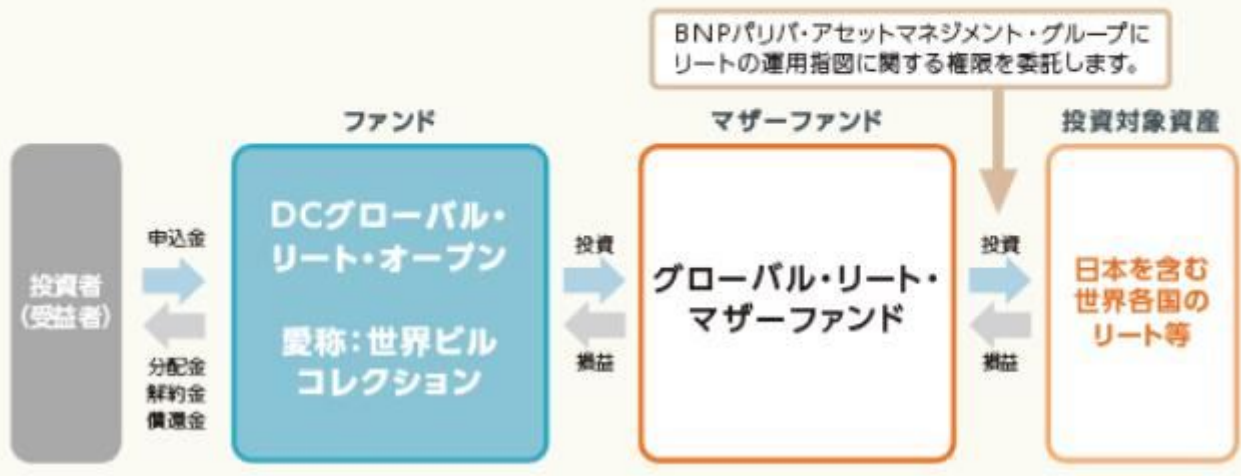 BNPパリバ・アセットマネジメント・グループに
リートの運用指図に関する権限を委託します。
ファンド
マザーファンド
投資対象資産
投資者
(受益者)
申込金
分配金
解約金
償還金
DCグローバル・
リート・オープン
愛称:世界ビル
コレクション
投資
損益
グローバル・リート・
マザーファンド
投資
損益
日本を含む
世界各国の
リート等